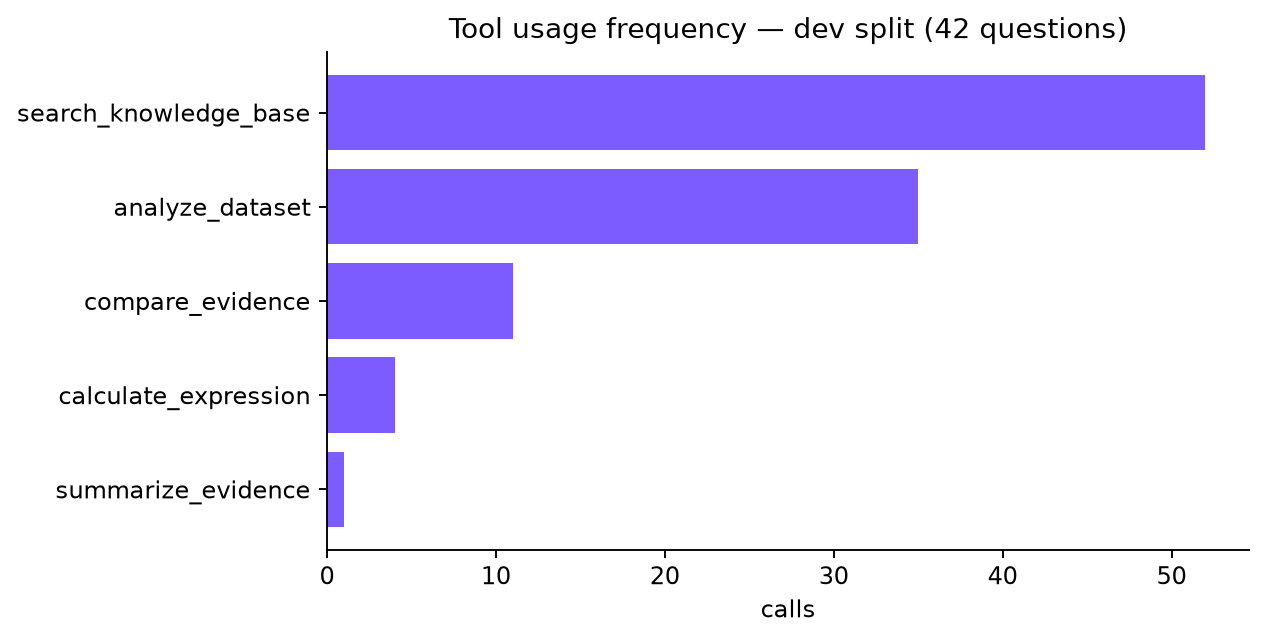 Tool usage frequency — dev split (42 questions)
search_knowledge_base
analyze_dataset
compare_evidence
calculate_expression
summarize_evidence
0 10 20 30 40 50
calls